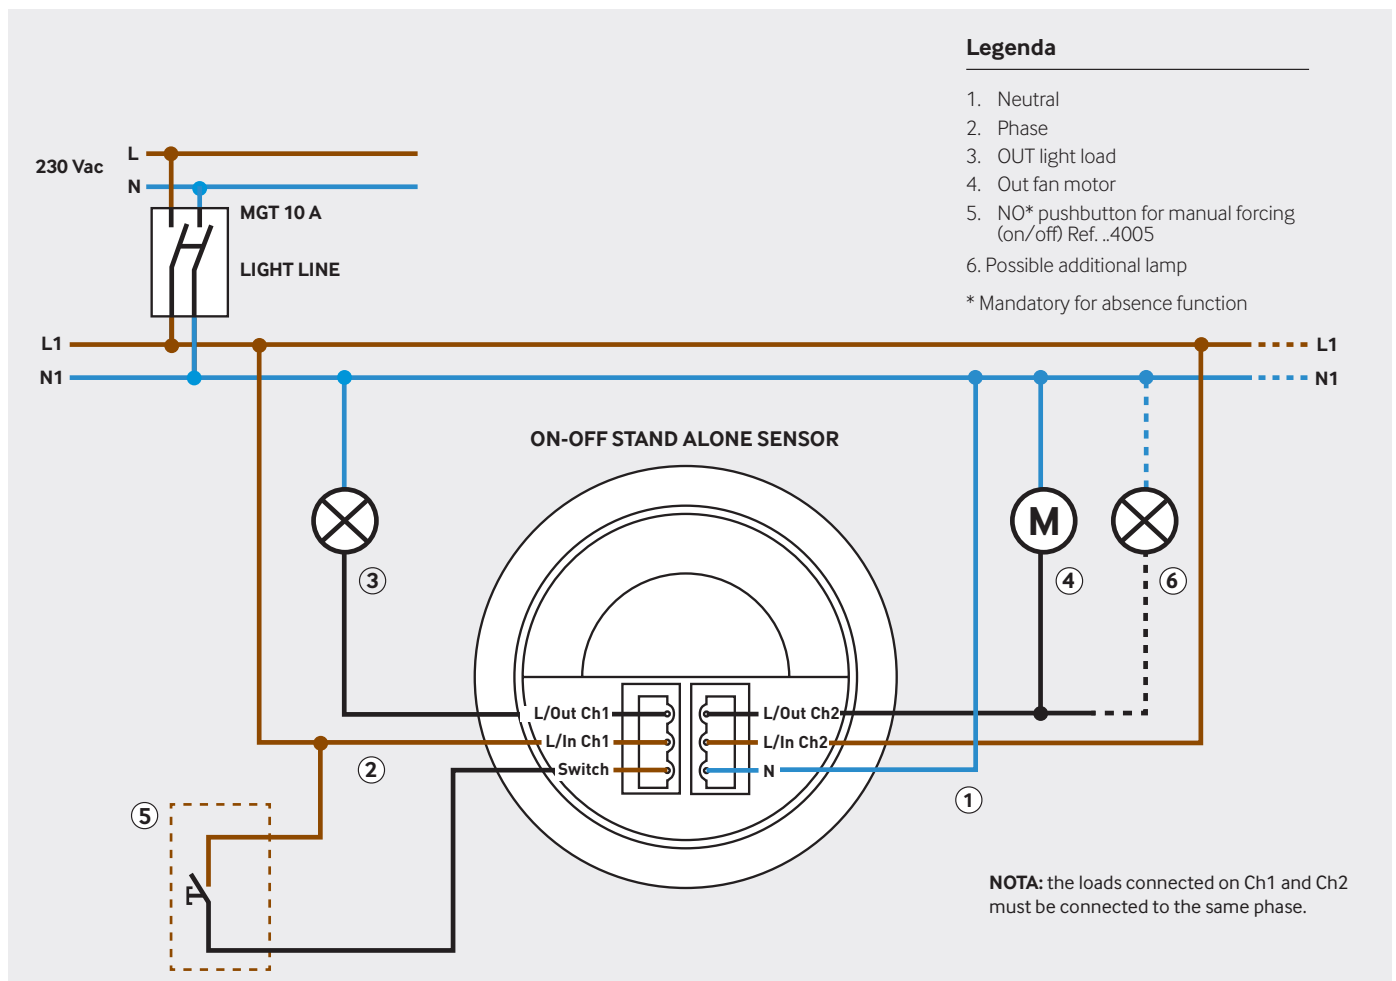 Legenda
1. Neutral
2. Phase
3. OUT light load
4. Out fan motor
5. NO* pushbutton for manual forcing
(on/off) Ref. ..4005
6. Possible additional lamp
* Mandatory for absence function
230 Vac
L
N
MGT 10 A
LIGHT LINE
L1
L1
N1
N1
ON-OFF STAND ALONE SENSOR
M
3
4
6
L/Out Ch1
L/Out Ch2
L/In Ch1
L/In Ch2
Switch
N
2
1
5
NOTA: the loads connected on Ch1 and Ch2
must be connected to the same phase.